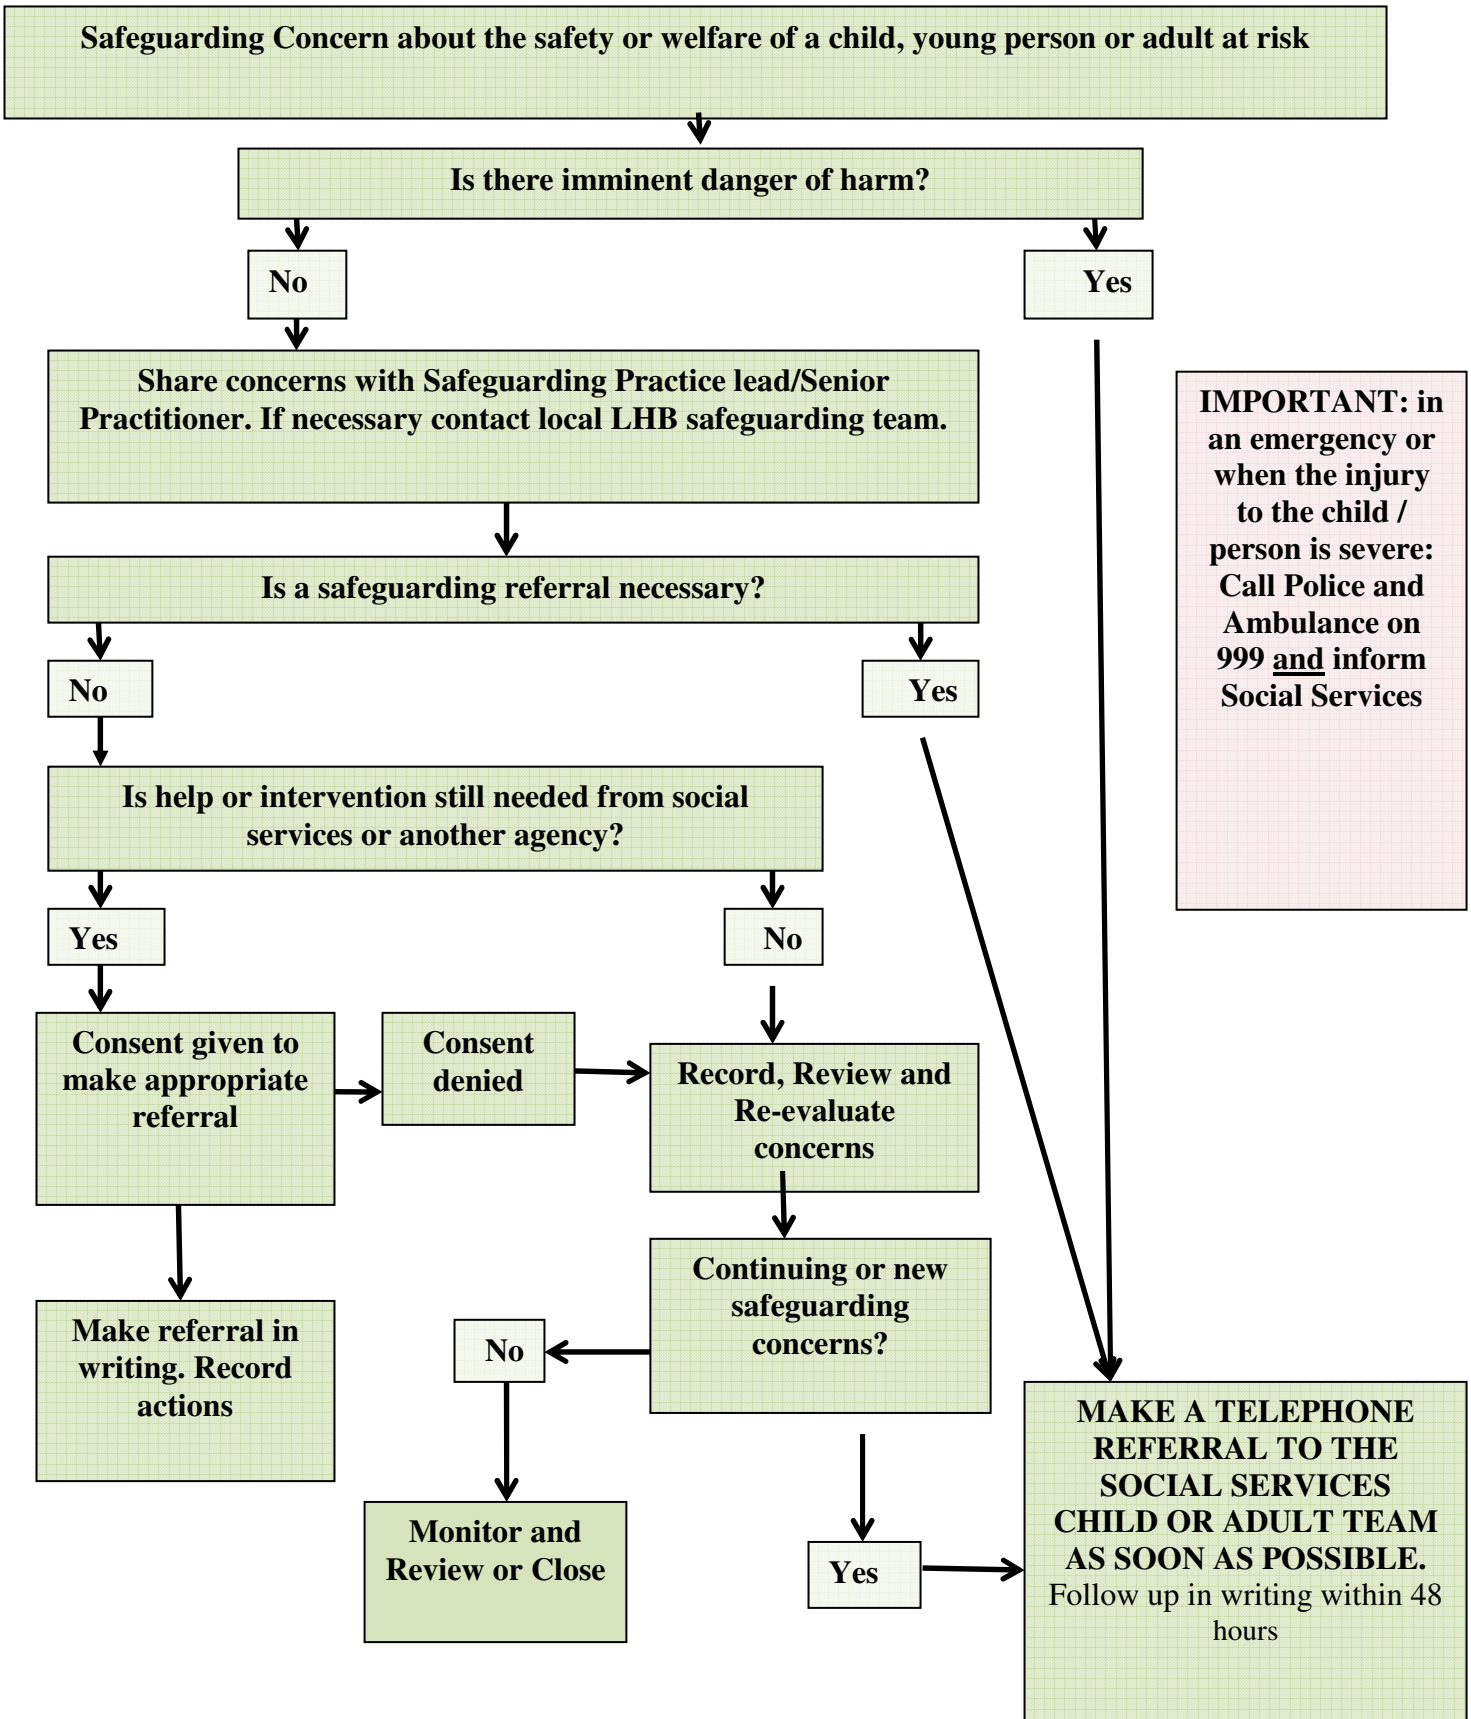 Safeguarding Concern about the safety or welfare of a child, young person or adult at risk
Is there imminent danger of harm?
No
Yes
Share concerns with Safeguarding Practice lead/Senior
Practitioner. If necessary contact local LHB safeguarding team.
IMPORTANT: in
an emergency or
when the injury
to the child /
person is severe:
Call Police and
Ambulance on
999 and inform
Social Services
Is a safeguarding referral necessary?
No
Yes
Is help or intervention still needed from social
services or another agency?
Yes
No
Consent given to
make appropriate
referral
Consent
denied
Record, Review and
Re-evaluate
concerns
Continuing or new
safeguarding
concerns?
Make referral in
writing. Record
actions
No
Monitor and
Review or Close
Yes
MAKE A TELEPHONE
REFERRAL TO THE
SOCIAL SERVICES
CHILD OR ADULT TEAM
AS SOON AS POSSIBLE.
Follow up in writing within 48
hours